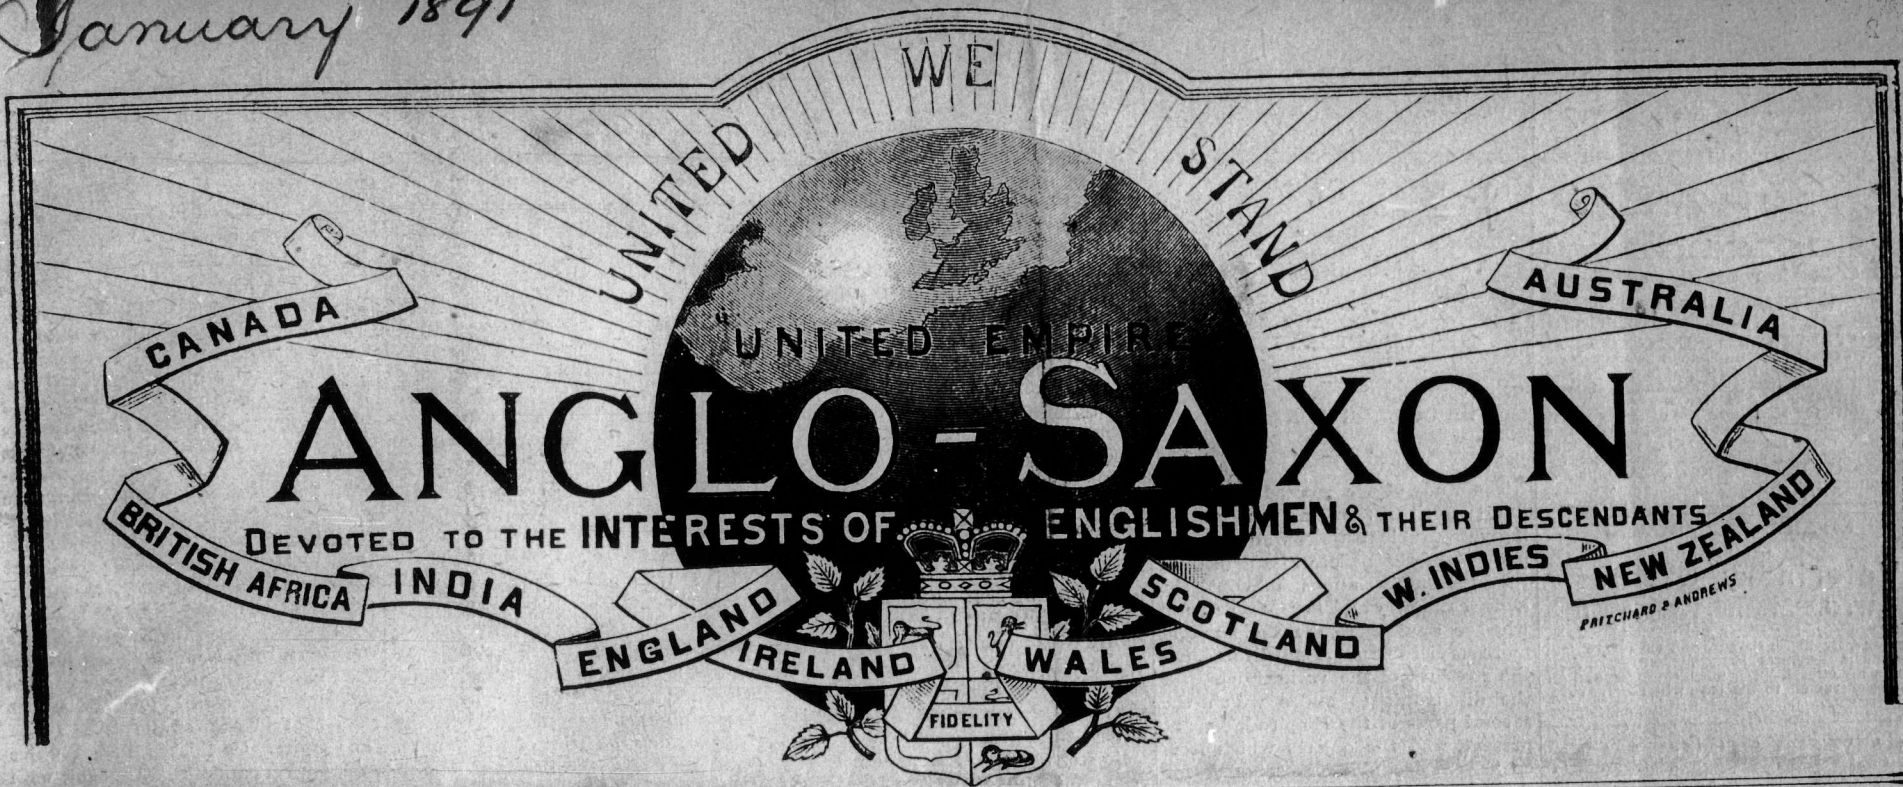 January 1891
UNITED WE STAND
"UNITED EMPIRE"
CANADA
AUSTRALIA
ANGLO-SAXON
DEVOTED TO THE INTERESTS OF ENGLISHMEN & THEIR DESCENDANTS
BRITISH AFRICA
INDIA
ENGLAND
IRELAND
WALES
SCOTLAND
W. INDIES
NEW ZEALAND
PRITCHARD & ANDREWS.
FIDELITY